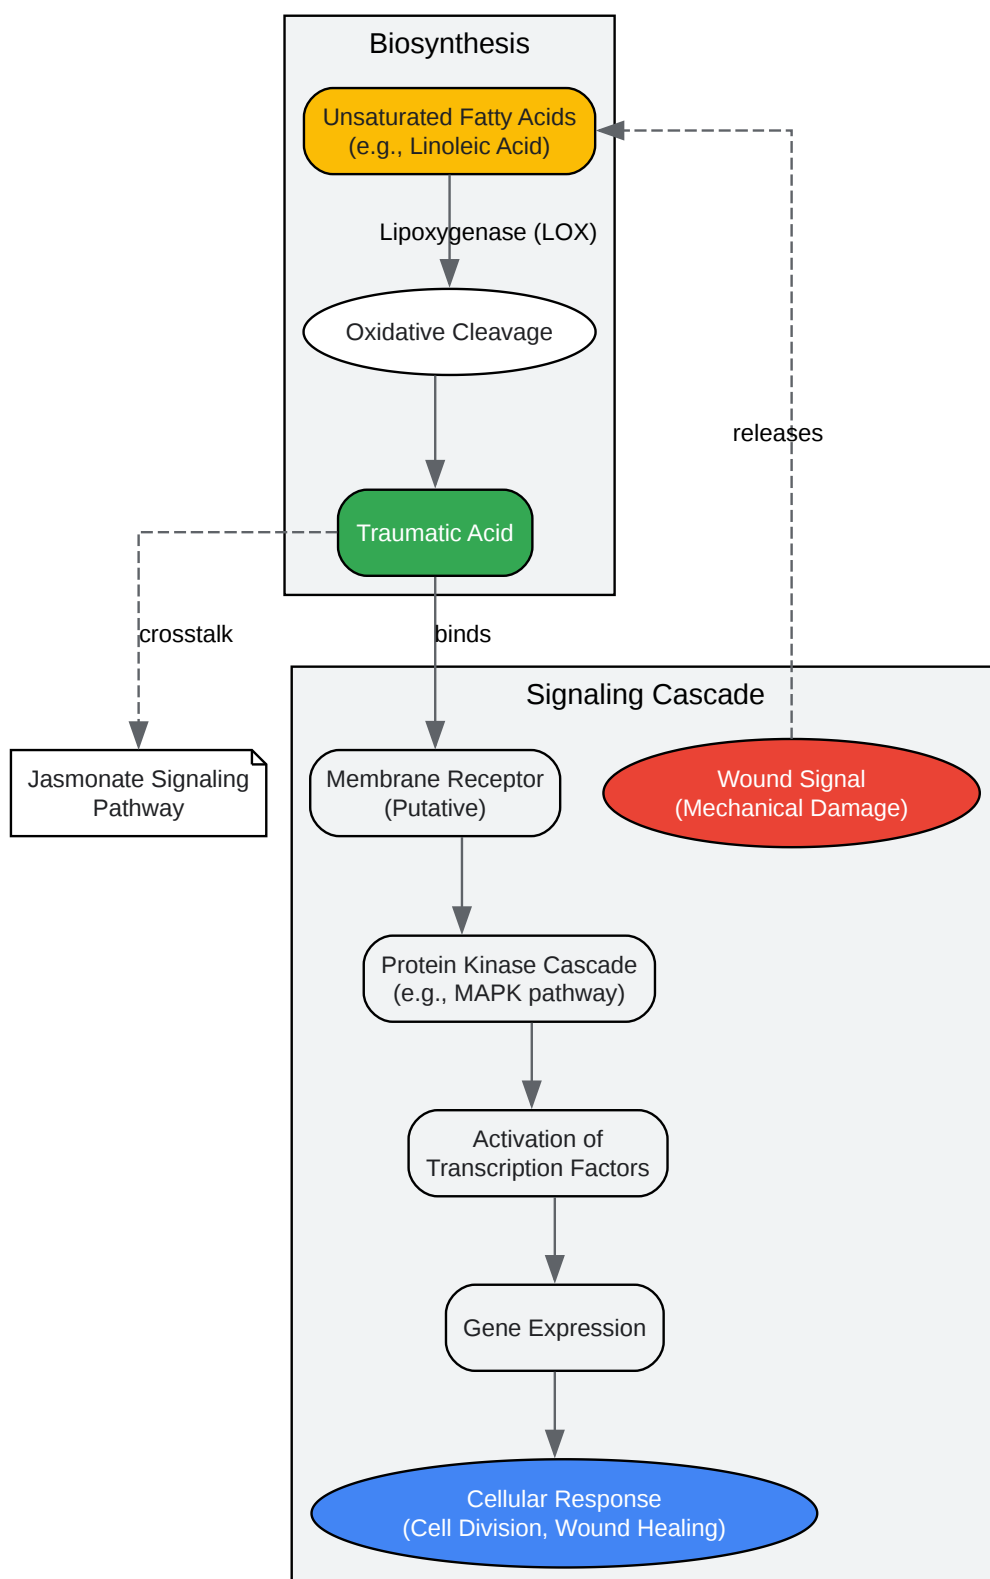 Biosynthesis
Unsaturated Fatty Acids
(e.g., Linoleic Acid)
Lipoxygenase (LOX)
Oxidative Cleavage
releases
Traumatic Acid
crosstalk
binds
Signaling Cascade
Jasmonate Signaling
Pathway
Membrane Receptor
(Putative)
Wound Signal
(Mechanical Damage)
Protein Kinase Cascade
(e.g., MAPK pathway)
Activation of
Transcription Factors
Gene Expression
Cellular Response
(Cell Division, Wound Healing)